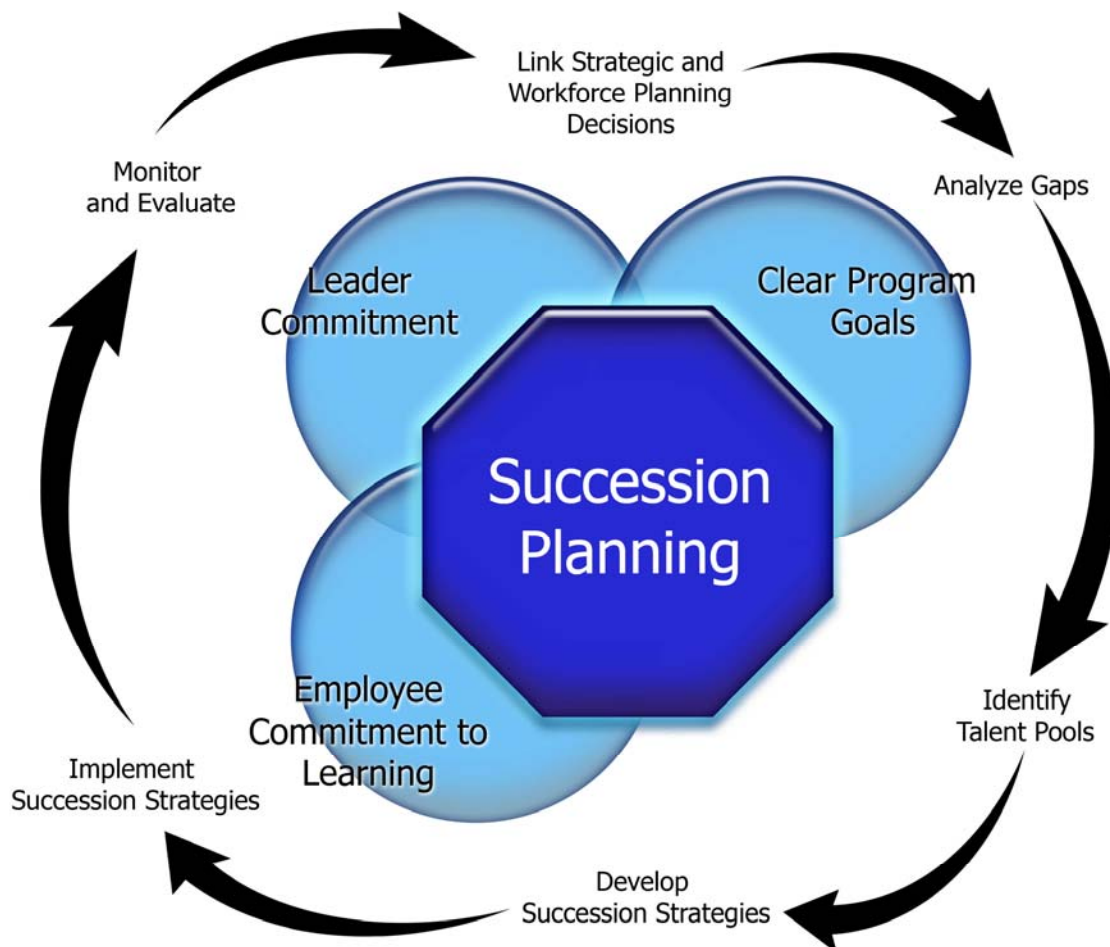 Link Strategic and
Workforce Planning
Decisions
Analyze Gaps
Identify
Talent Pools
Develop
Succession Strategies
Implement
Succession Strategies
Monitor
and Evaluate
Leader
Commitment
Clear Program
Goals
Succession
Planning
Employee
Commitment to
Learning